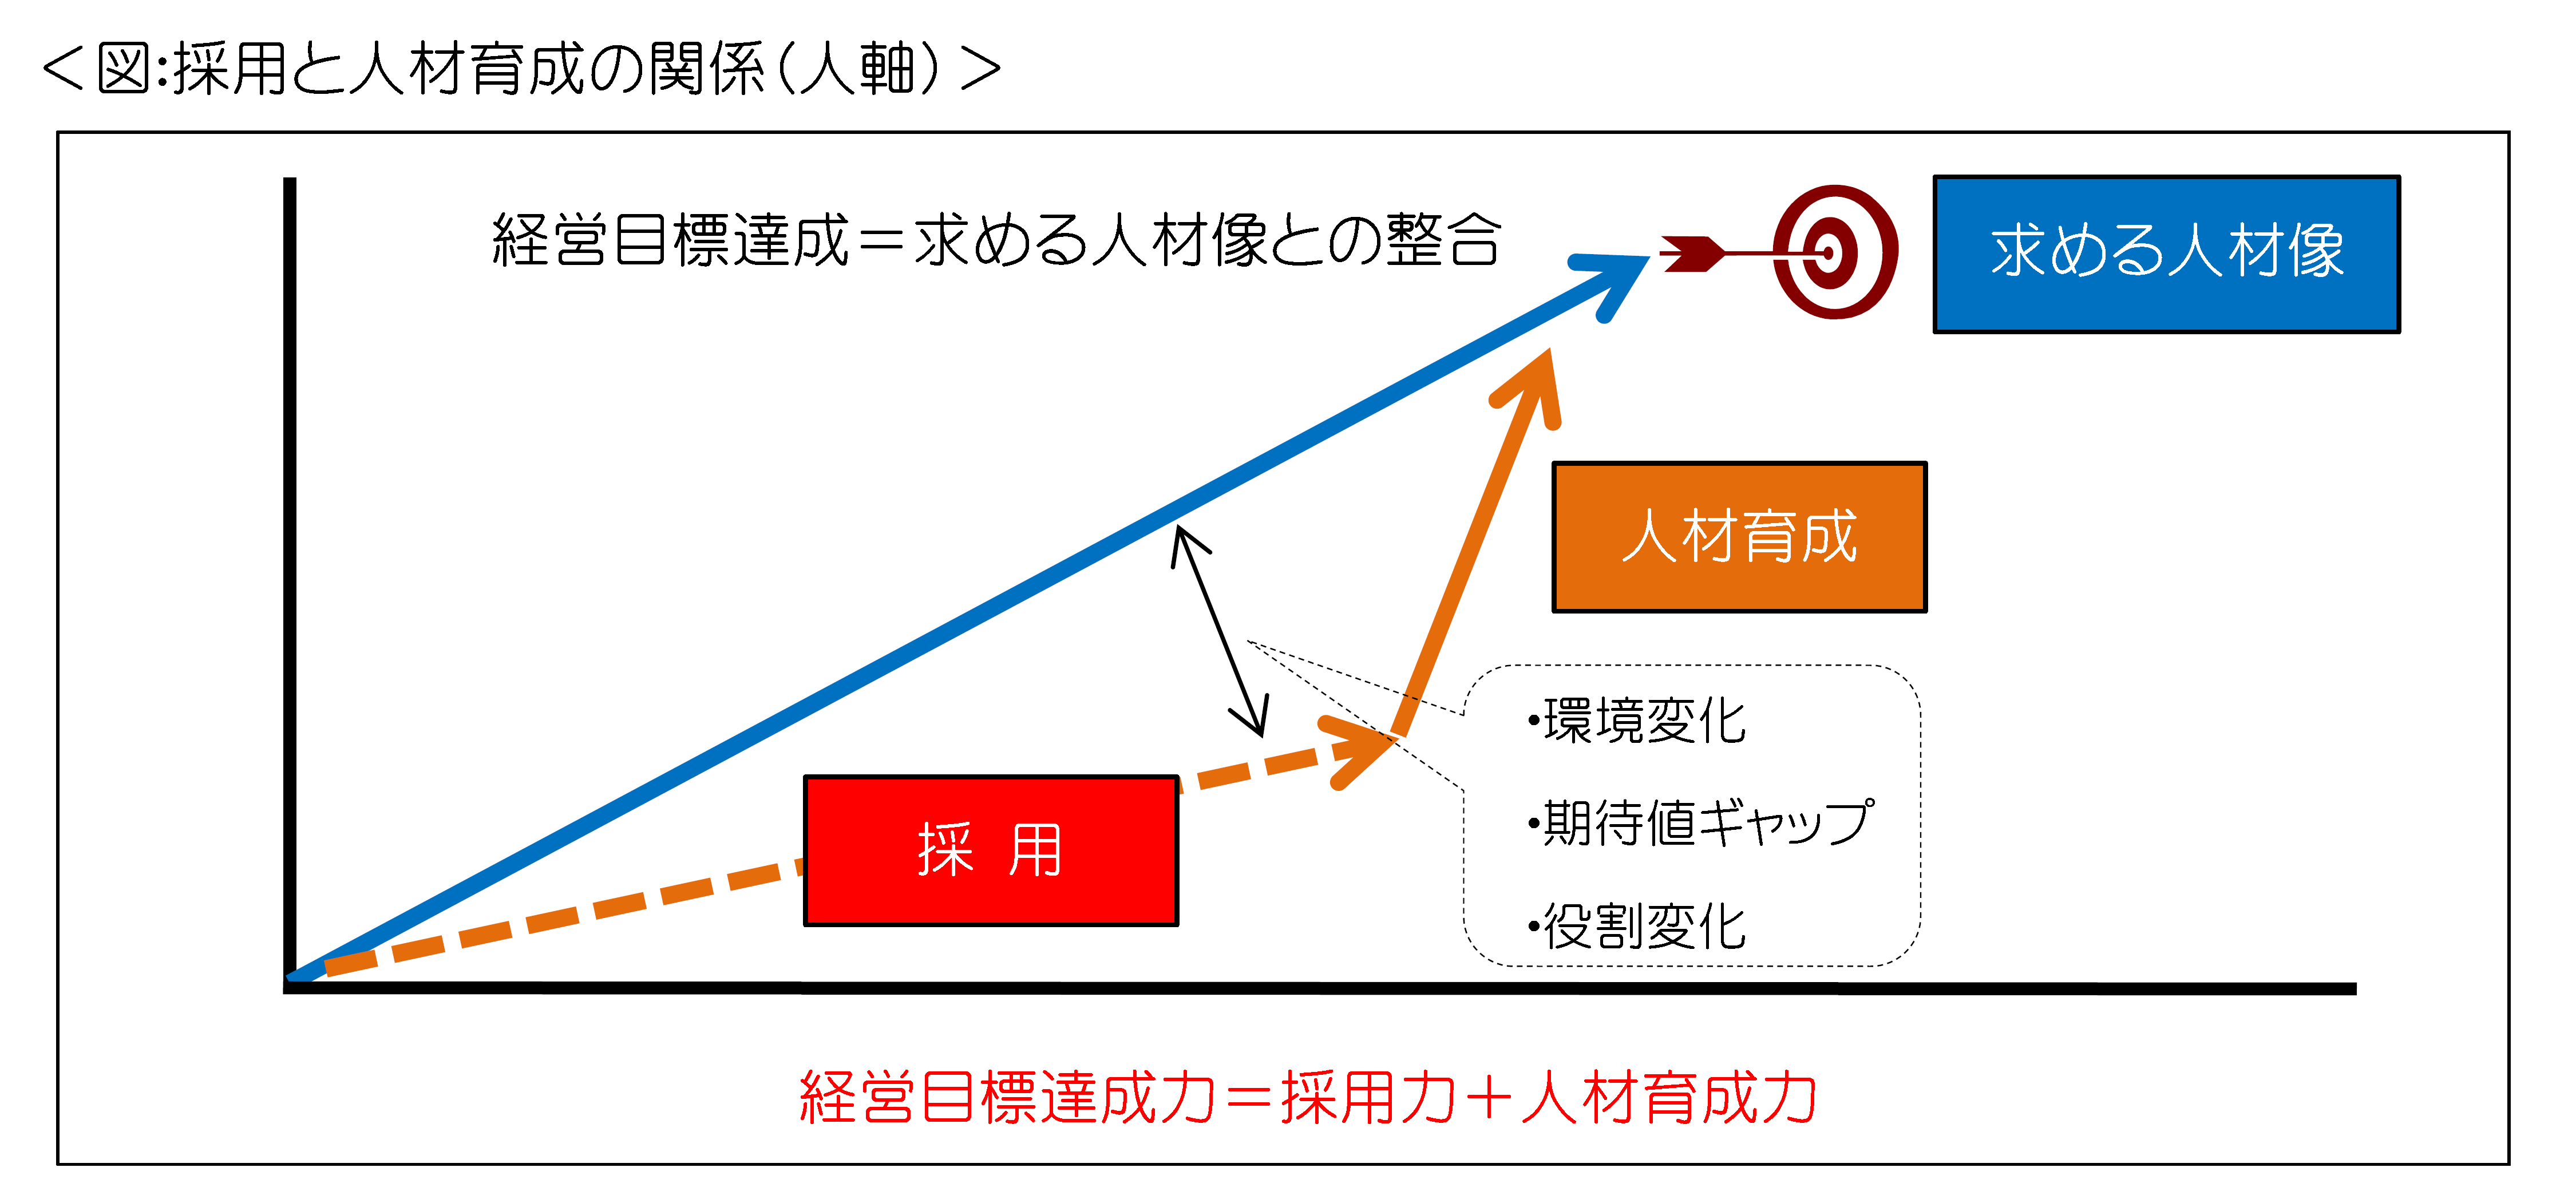 ＜図:採用と人材育成の関係(人軸)＞
経営目標達成＝求める人材像との整合
求める人材像
人材育成
・環境変化
・期待値ギャップ
・役割変化
採 用
経営目標達成力＝採用力＋人材育成力